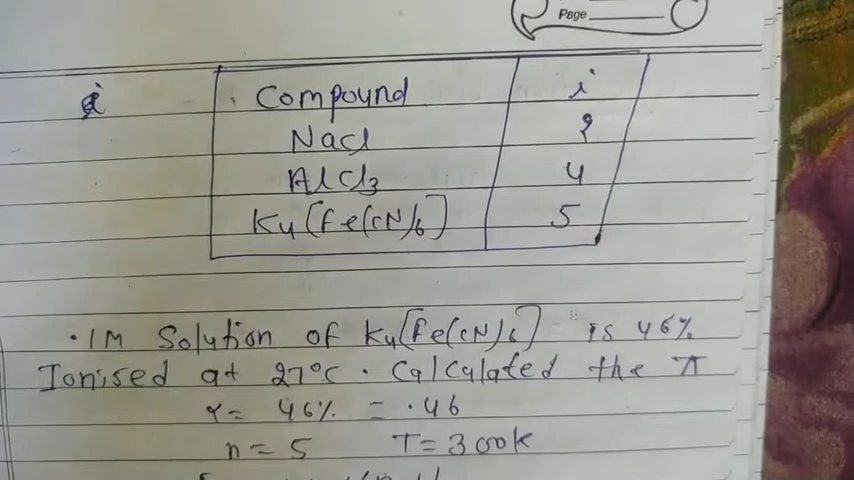 Page
i Compound i
NaCl 2
AlCl3 4
K4[Fe(CN)6] 5
.1M Solution of K4[Fe(CN)6] is 46%
Ionised at 27°C. Calculated the π
α = 46% = .46
n = 5 T = 300K